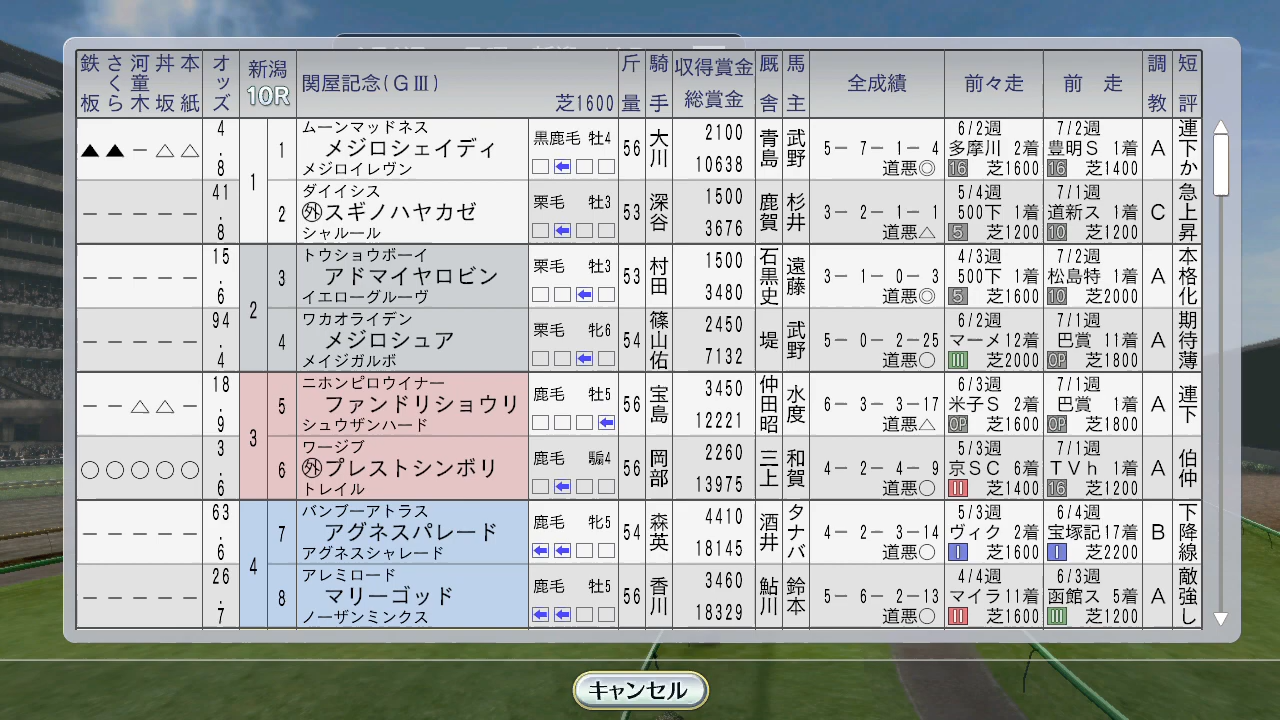 鉄板 さくら 河童木 丼坂 本紙 オッズ 新潟 10R 関屋記念(GⅢ) 芝1600 斤量 騎手 収得賞金 総賞金 厩舎 馬主 全成績 前々走 前走 調教 短評
▲ ▲ － △ △ 4.8 1 1 ムーンマッドネス
メジロシェイディ
メジロイレヴン
黒鹿毛 牡4 56 大川 2100 10638 青島 武野 5－7－1－4 道悪◎
6/2週 多摩川 2着 16 芝1600
7/2週 豊明S 1着 16 芝1400 A 連下か
－ － － － － 41.8 2 ダイイシス
外スギノハヤカゼ
シャルール
栗毛 牡3 53 深谷 1500 3676 鹿賀 杉井 3－2－1－1 道悪△
5/4週 500下 1着 5 芝1200
7/1週 道新ス 1着 10 芝1200 C 急上昇
－ － － － － 15.6 2 3 トウショウボーイ
アドマイヤロビン
イエローグルーヴ
栗毛 牡3 53 村田 1500 3480 石黒史 遠藤 3－1－0－3 道悪◎
4/3週 500下 1着 5 芝1600
7/2週 松島特 1着 10 芝2000 A 本格化
－ － － － － 94.4 4 ワカオライデン
メジロシュア
メイジガルボ
栗毛 牝6 54 篠山佑 2450 7132 堤 武野 5－0－2－25 道悪○
6/2週 マーメ12着 III 芝2000
7/1週 巴賞 11着 OP 芝1800 A 期待薄
－ － △ △ － 18.9 3 5 ニホンピロウイナー
ファンドリショウリ
シュウザンハード
鹿毛 牡5 56 宝島 3450 12221 仲田昭 水度 6－3－3－17 道悪△
6/3週 米子S 2着 OP 芝1600
7/1週 巴賞 1着 OP 芝1800 A 連下
○ ○ ○ ○ ○ 3.6 6 ワージブ
外プレストシンボリ
トレイル
鹿毛 騸4 56 岡部 2260 13975 三上 和賀 4－2－4－9 道悪○
5/3週 京SC 6着 II 芝1400
7/1週 TVh 1着 16 芝1200 A 伯仲
－ － － － － 63.6 4 7 バンブーアトラス
アグネスパレード
アグネスシャレード
鹿毛 牝5 54 森英 4410 18145 酒井 タナバ 4－2－3－14 道悪○
5/3週 ヴィク 2着 I 芝1600
6/4週 宝塚記17着 I 芝2200 B 下降線
－ － － － － 26.7 8 アレミロード
マリーゴッド
ノーザンミンクス
鹿毛 牡5 56 香川 3460 18329 鮎川 鈴本 5－6－2－13 道悪○
4/4週 マイラ11着 II 芝1600
6/3週 函館ス 5着 III 芝1200 A 敵強し
キャンセル